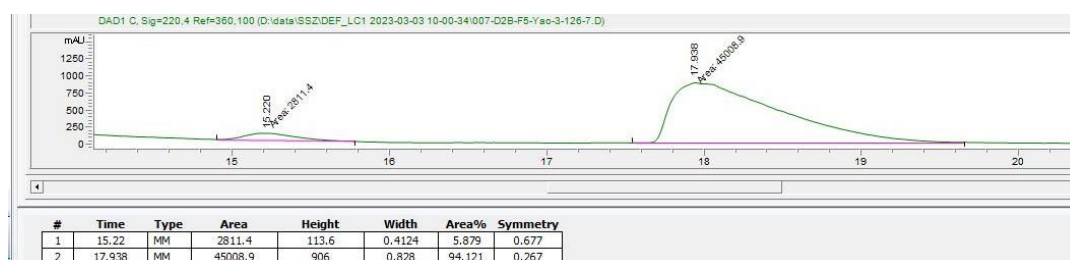 DAD1 C, Sig=220,4 Ref=360,100 (D:\data\SSZ\DEF_LC1 2023-03-03 10-00-34\007-D2B-F5-Yao-3-126-7.D)
mAU
1250
1000
750
500
250
0
15.220
Area: 2811.4
17.938
Area: 45008.9
15 16 17 18 19 20
# Time Type Area Height Width Area% Symmetry
1 15.22 MM 2811.4 113.6 0.4124 5.879 0.677
2 17.938 MM 45008.9 906 0.828 94.121 0.267